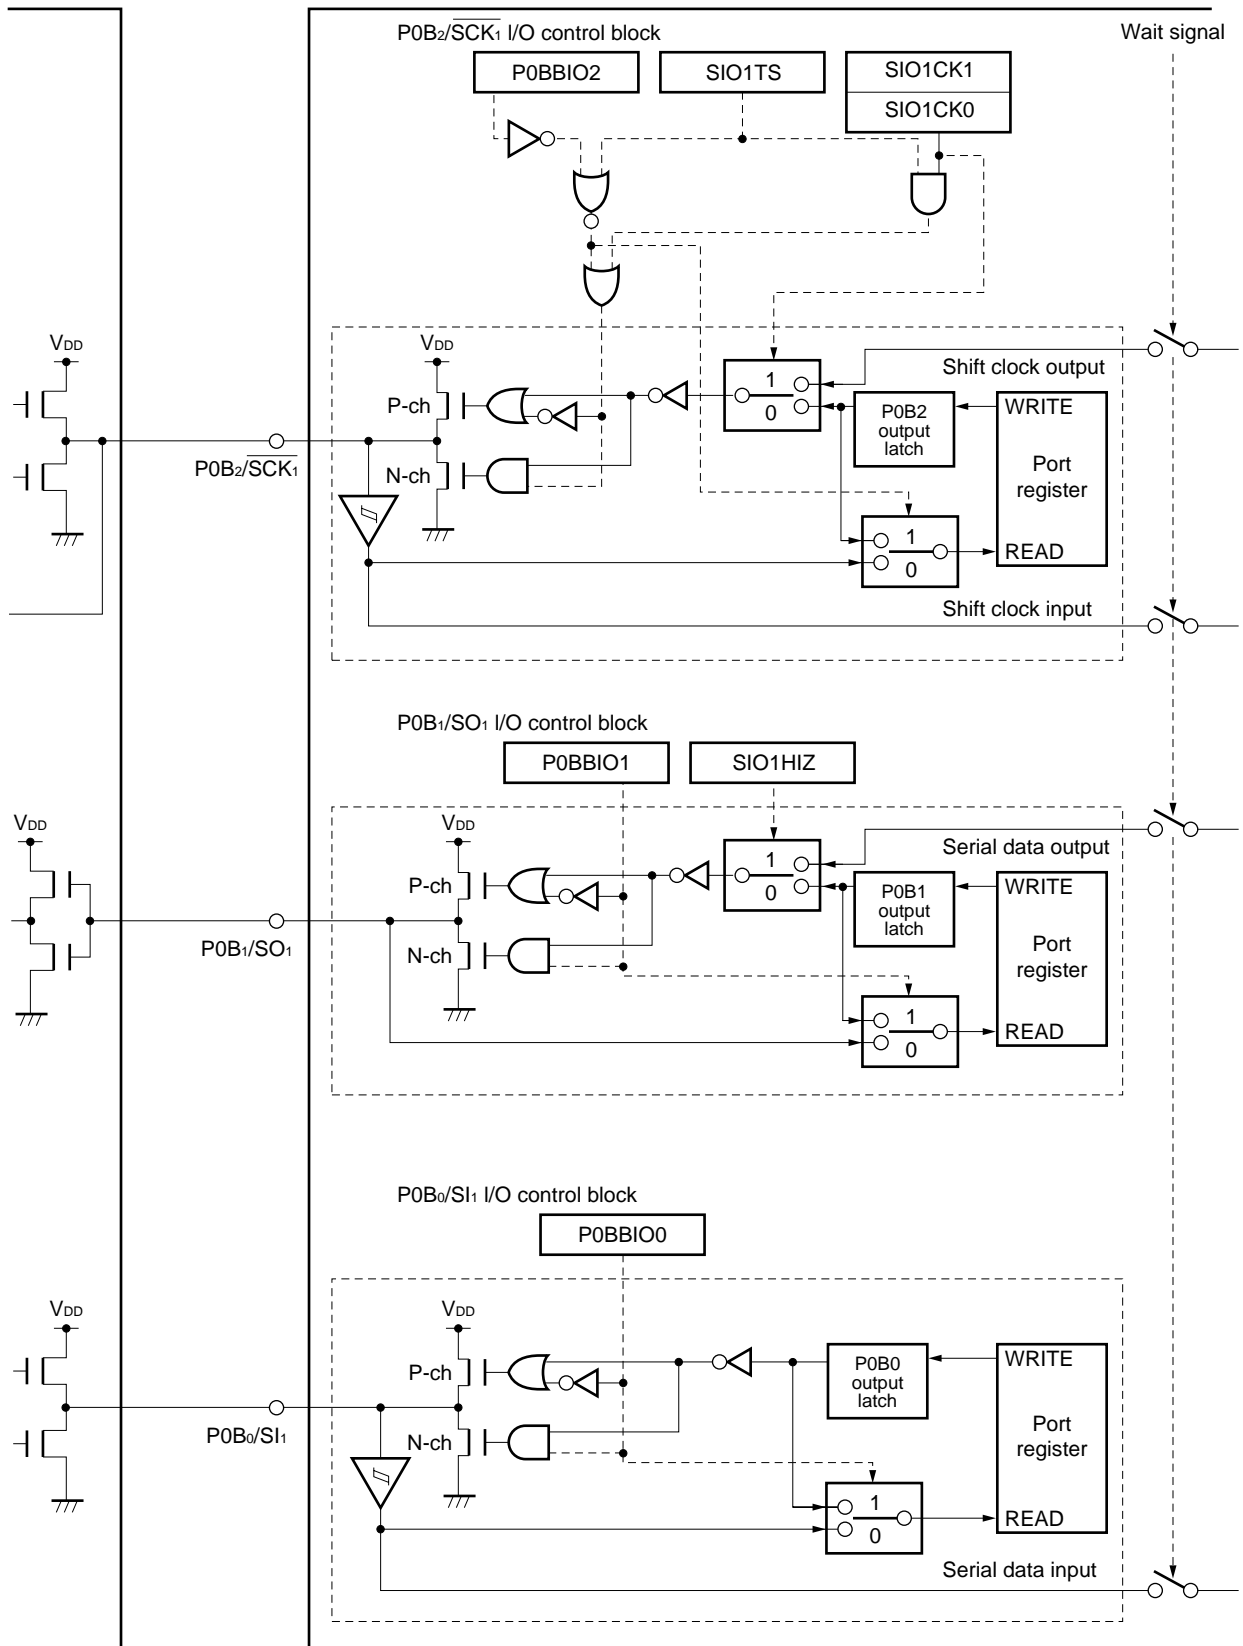 P0B2/SCK1 I/O control block
Wait signal
P0BBIO2
SIO1TS
SIO1CK1
SIO1CK0
VDD
VDD
Shift clock output
1
0
P-ch
P0B2
output
latch
WRITE
P0B2/SCK1
N-ch
Port
register
1
0
READ
Shift clock input
P0B1/SO1 I/O control block
P0BBIO1
SIO1HIZ
VDD
VDD
Serial data output
1
0
P-ch
P0B1
output
latch
WRITE
P0B1/SO1
N-ch
Port
register
1
0
READ
P0B0/SI1 I/O control block
P0BBIO0
VDD
VDD
P-ch
P0B0
output
latch
WRITE
P0B0/SI1
N-ch
Port
register
1
0
READ
Serial data input